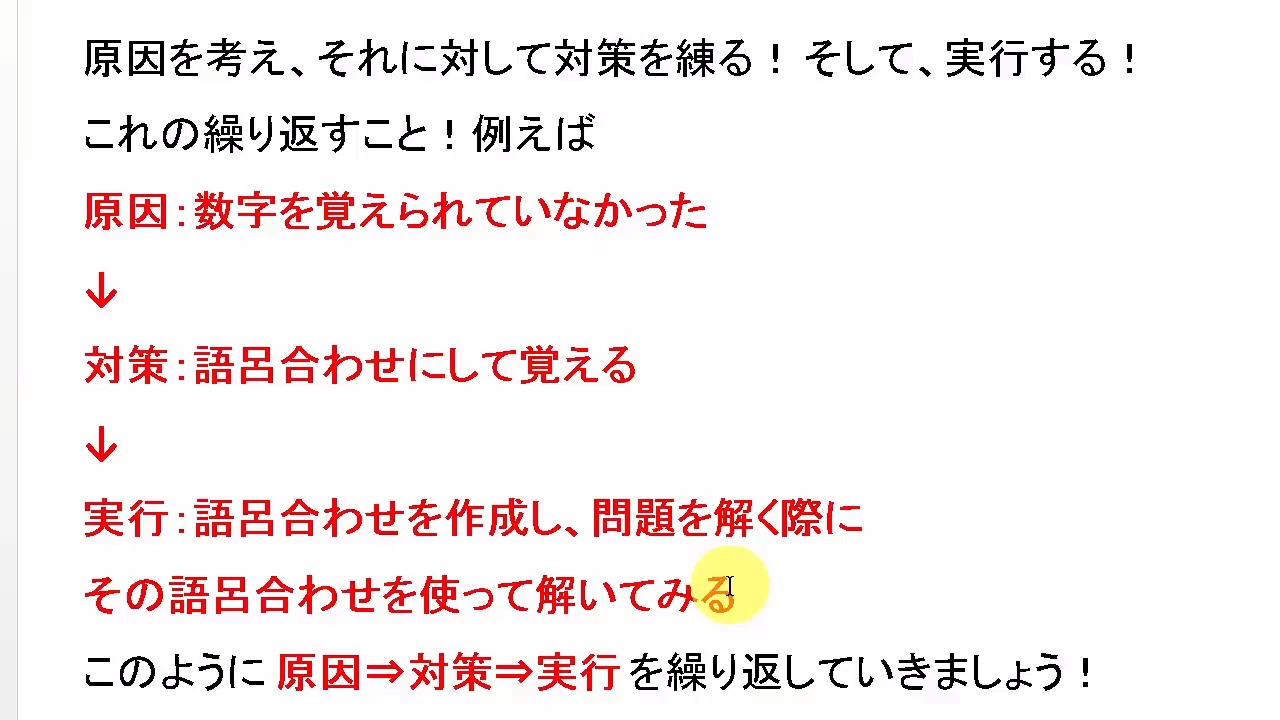 原因を考え、それに対して対策を練る！そして、実行する！
これの繰り返すこと！例えば
原因：数字を覚えられていなかった
↓
対策：語呂合わせにして覚える
↓
実行：語呂合わせを作成し、問題を解く際に
その語呂合わせを使って解いてみる
このように原因⇒対策⇒実行を繰り返していきましょう！